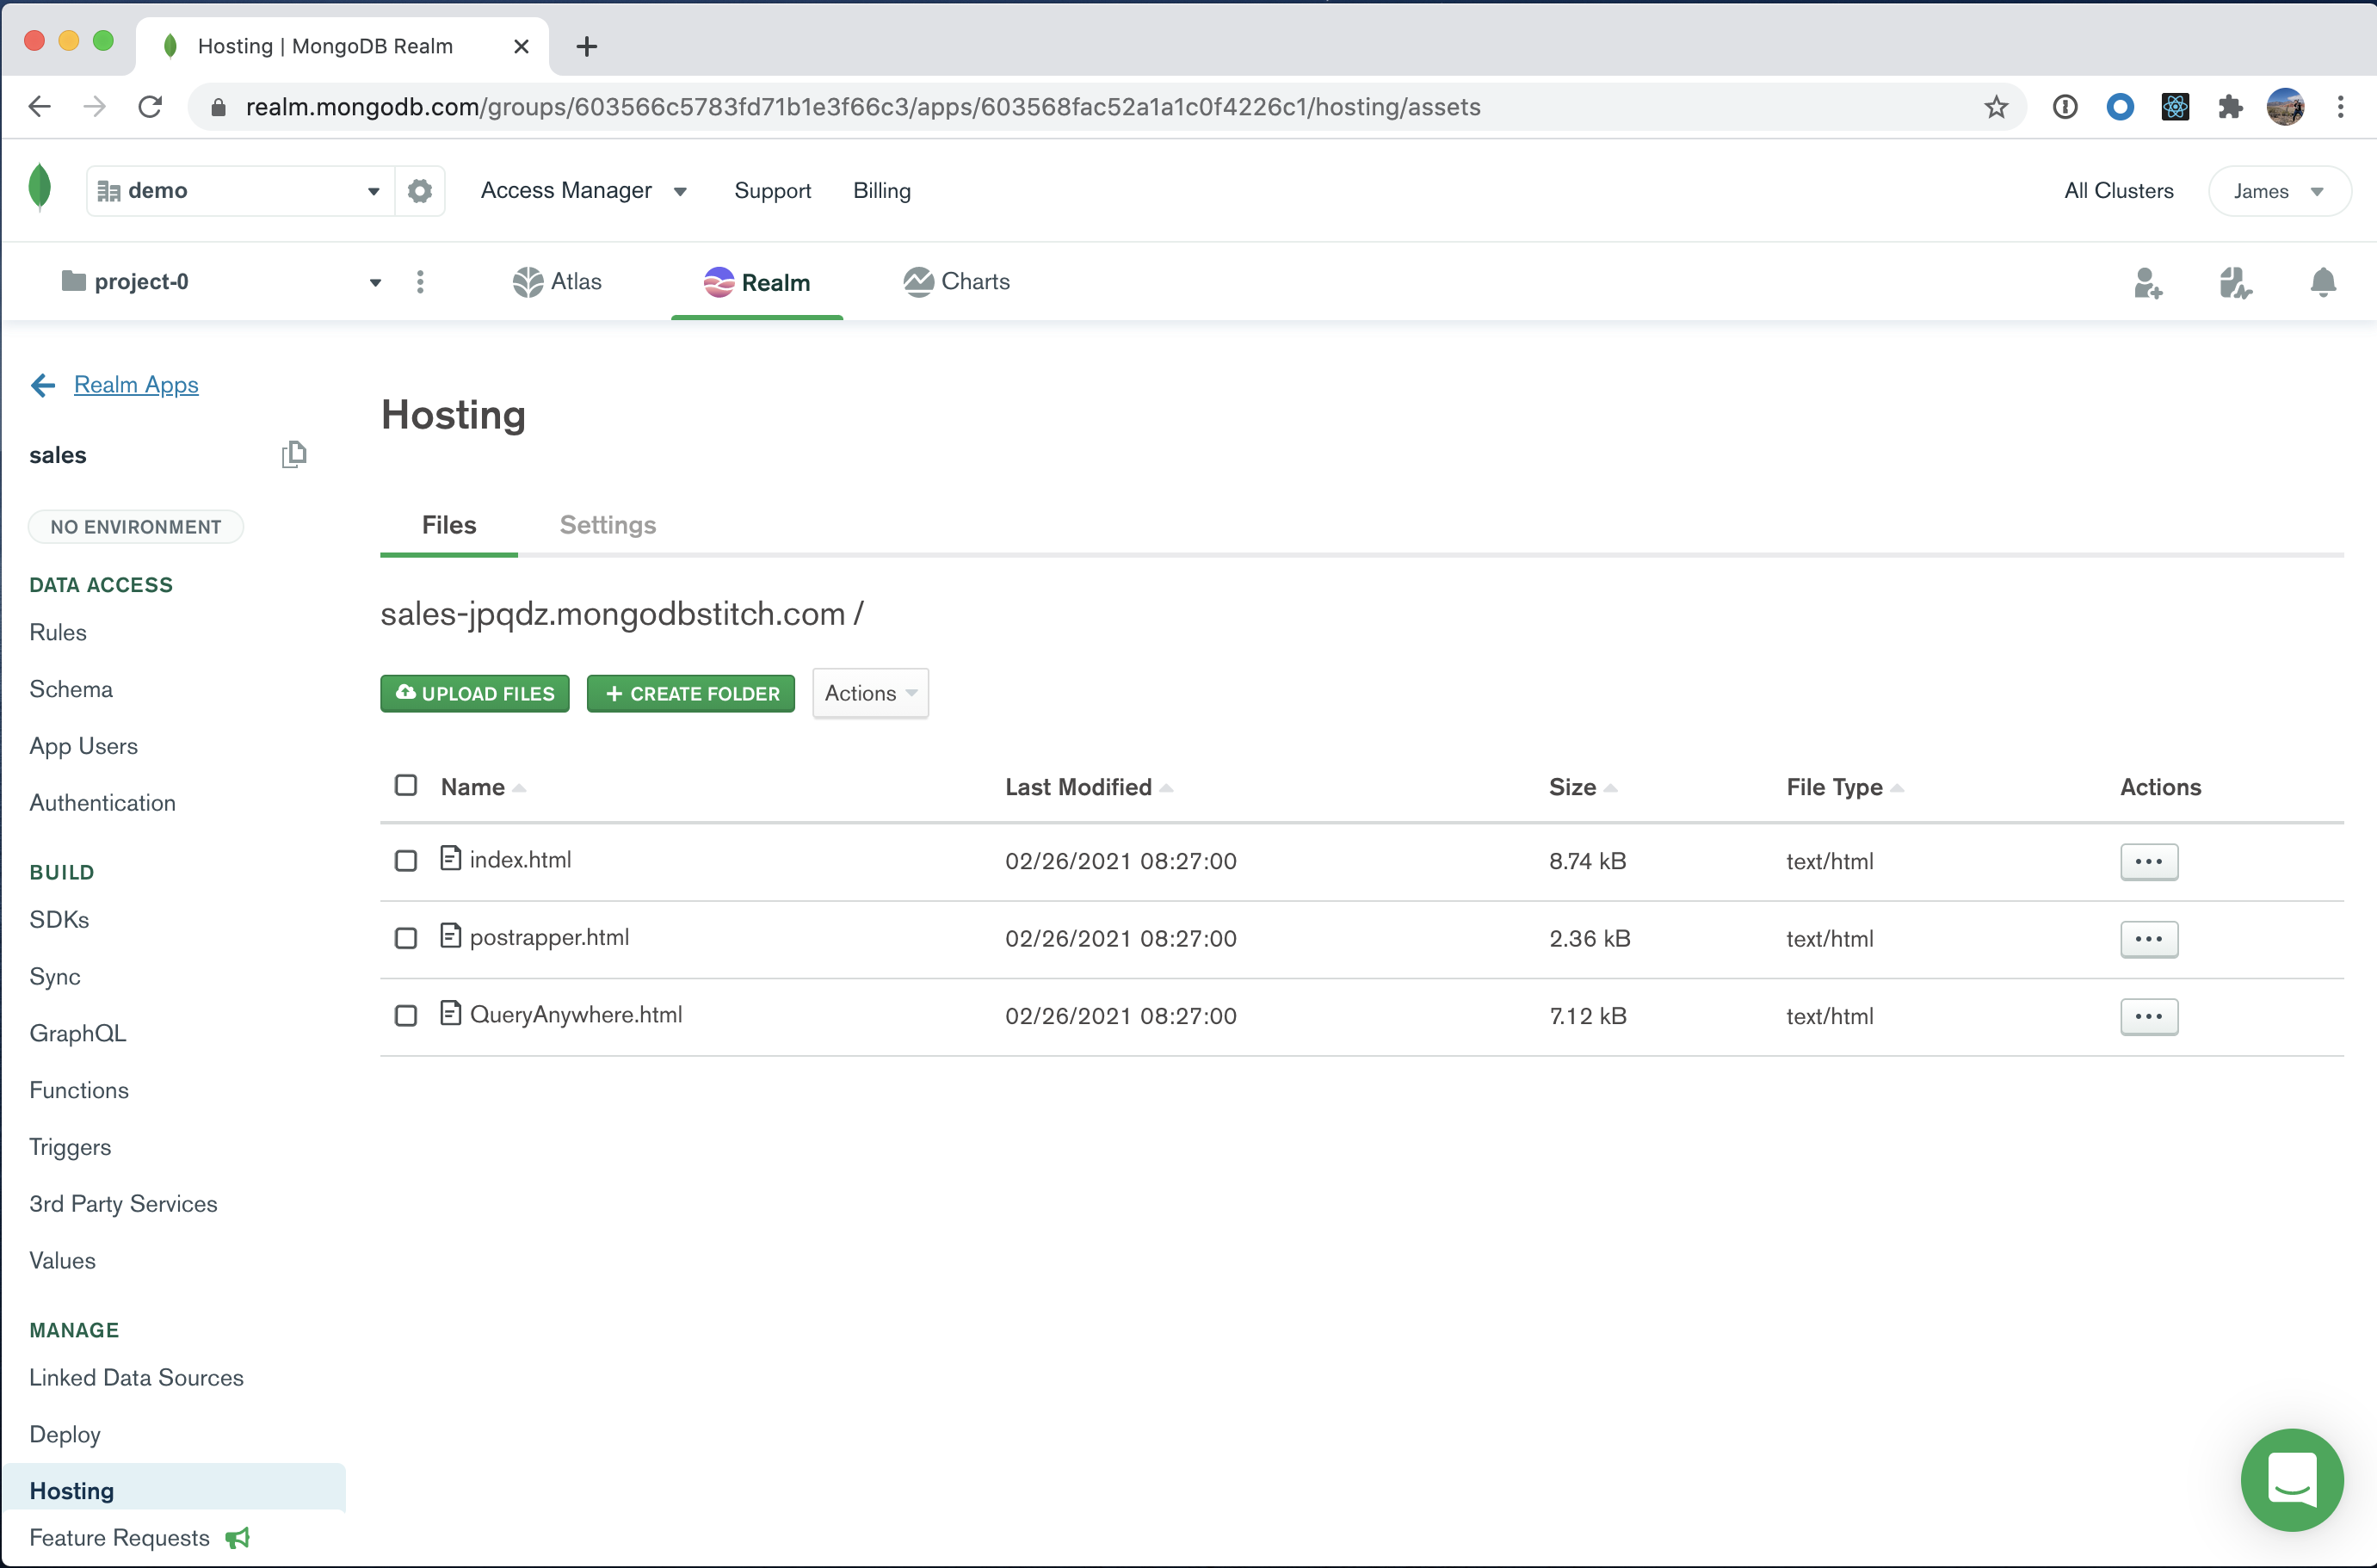 Hosting | MongoDB Realm
realm.mongodb.com/groups/603566c5783fd71b1e3f66c3/apps/603568fac52a1a1c0f4226c1/hosting/assets
demo Access Manager Support Billing All Clusters James
project-0 Atlas Realm Charts
Realm Apps
sales
NO ENVIRONMENT
DATA ACCESS
Rules
Schema
App Users
Authentication
BUILD
SDKs
Sync
GraphQL
Functions
Triggers
3rd Party Services
Values
MANAGE
Linked Data Sources
Deploy
Hosting
Feature Requests
Hosting
Files Settings
sales-jpqdz.mongodbstitch.com /
UPLOAD FILES + CREATE FOLDER Actions
Name Last Modified Size File Type Actions
index.html 02/26/2021 08:27:00 8.74 kB text/html
postrapper.html 02/26/2021 08:27:00 2.36 kB text/html
QueryAnywhere.html 02/26/2021 08:27:00 7.12 kB text/html